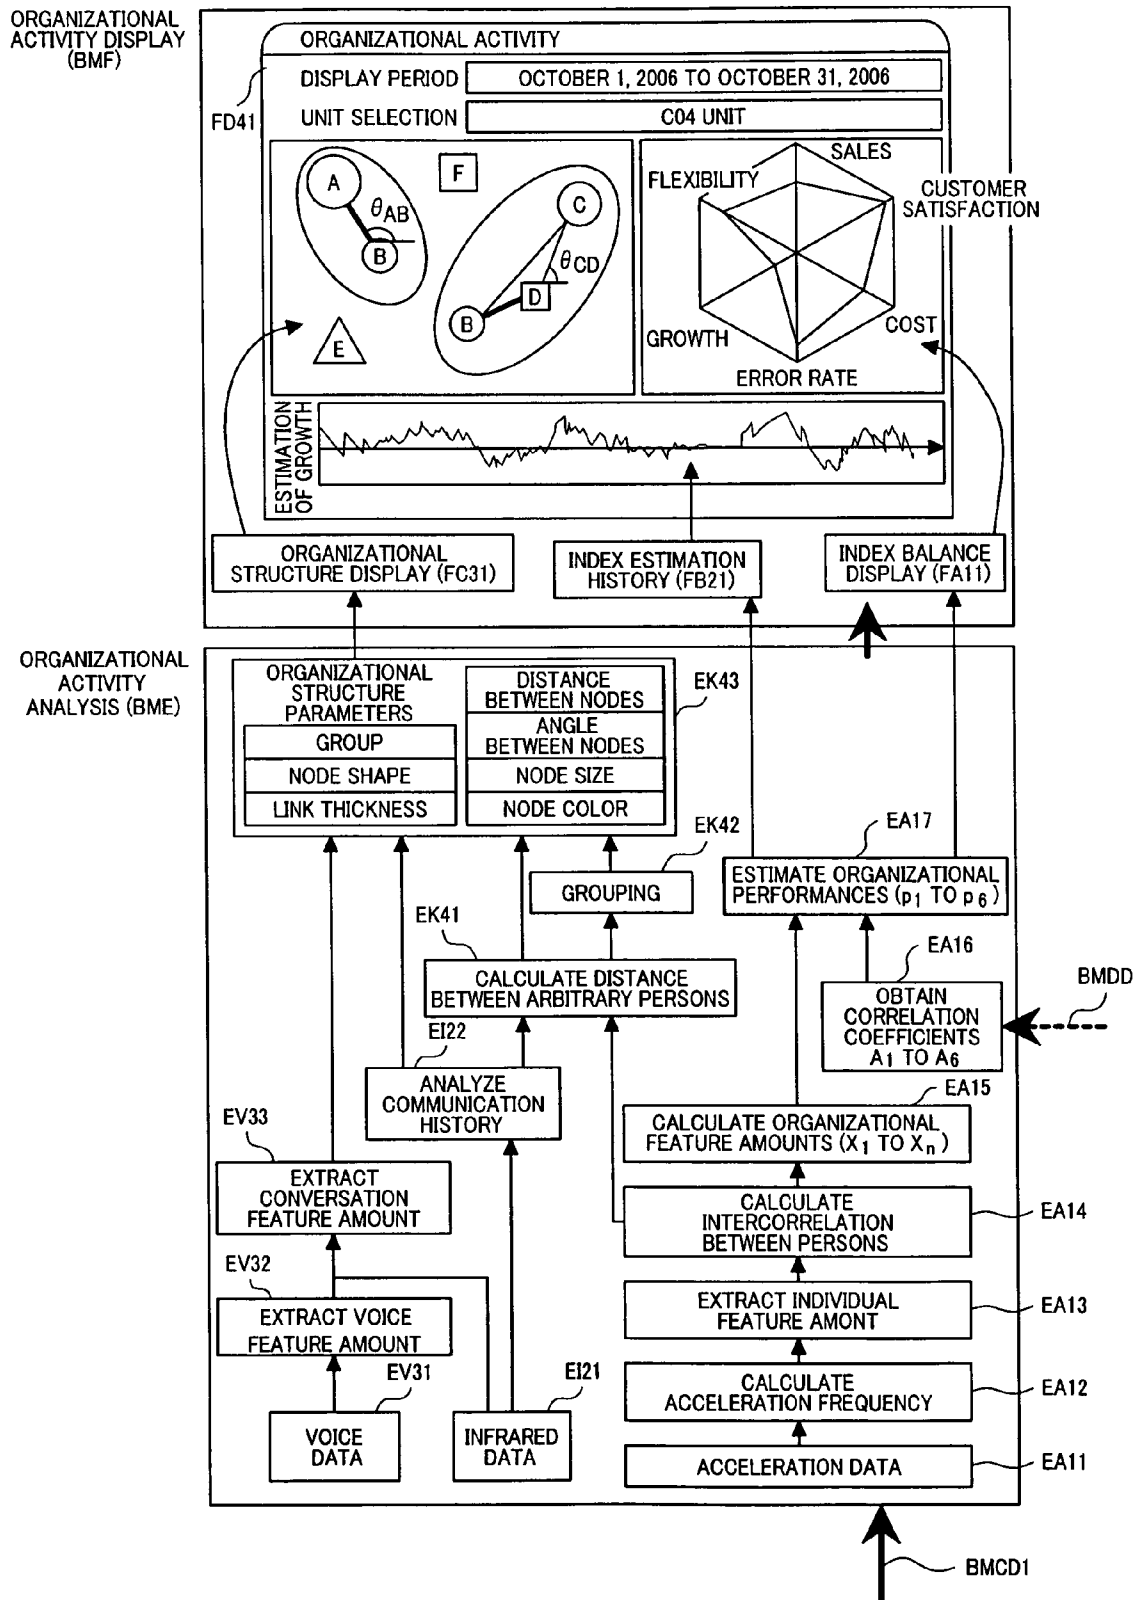 ORGANIZATIONAL
ACTIVITY DISPLAY
(BMF)
ORGANIZATIONAL ACTIVITY
DISPLAY PERIOD
OCTOBER 1, 2006 TO OCTOBER 31, 2006
FD41
UNIT SELECTION
C04 UNIT
A
θAB
B
F
C
θCD
D
B
E
SALES
FLEXIBILITY
CUSTOMER
SATISFACTION
GROWTH
COST
ERROR RATE
ESTIMATION
OF GROWTH
ORGANIZATIONAL
STRUCTURE DISPLAY (FC31)
INDEX ESTIMATION
HISTORY (FB21)
INDEX BALANCE
DISPLAY (FA11)
ORGANIZATIONAL
ACTIVITY
ANALYSIS (BME)
ORGANIZATIONAL
STRUCTURE
PARAMETERS
GROUP
NODE SHAPE
LINK THICKNESS
DISTANCE
BETWEEN NODES
ANGLE
BETWEEN NODES
NODE SIZE
NODE COLOR
EK43
EK42
GROUPING
EA17
ESTIMATE ORGANIZATIONAL
PERFORMANCES (p1 TO p6)
EK41
CALCULATE DISTANCE
BETWEEN ARBITRARY PERSONS
EA16
OBTAIN
CORRELATION
COEFFICIENTS
A1 TO A6
BMDD
EI22
ANALYZE
COMMUNICATION
HISTORY
EA15
CALCULATE ORGANIZATIONAL
FEATURE AMOUNTS (X1 TO Xn)
EV33
EXTRACT
CONVERSATION
FEATURE AMOUNT
CALCULATE
INTERCORRELATION
BETWEEN PERSONS
EA14
EV32
EXTRACT VOICE
FEATURE AMOUNT
EXTRACT INDIVIDUAL
FEATURE AMONT
EA13
EV31
VOICE
DATA
EI21
INFRARED
DATA
CALCULATE
ACCELERATION FREQUENCY
EA12
ACCELERATION DATA
EA11
BMCD1